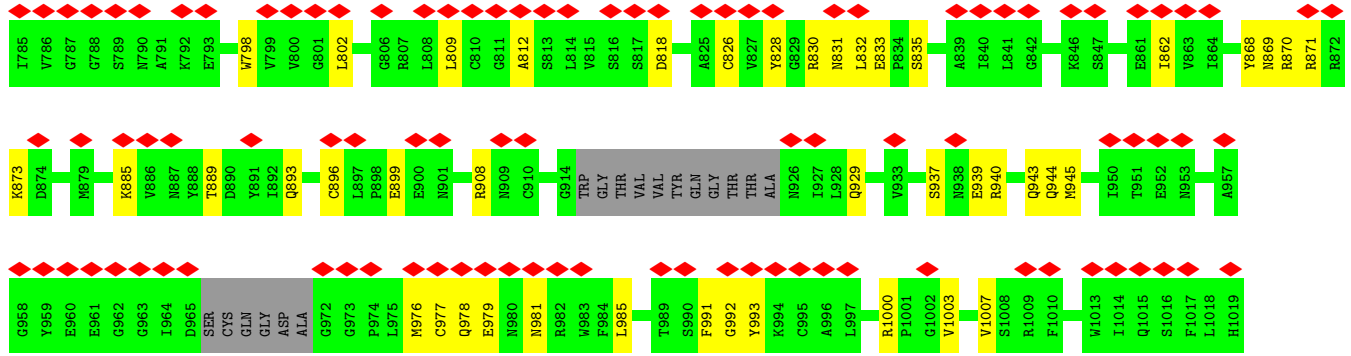 I785 V786 G787 G788 S789 N790 A791 K792 E793 W798 V799 V800 G801 L802 G806 R807 L808 L809 C810 G811 A812 S813 L814 V815 S816 S817 D818 A825 C826 V827 Y828 G829 R830 N831 L832 E833 P834 S835 A839 I840 L841 G842 K846 S847 E861 I862 V863 I864 Y868 N869 R870 R871 R872
K873 D874 M879 K885 V886 N887 Y888 T889 D890 Y891 I892 Q893 C896 L897 P898 E899 E900 N901 R908 N909 C910 G914 TRP GLY THR VAL VAL TYR GLN GLY THR THR ALA N926 I927 L928 Q929 V933 S937 N938 E939 R940 Q943 Q944 M945 I950 T951 E952 N953 A957
G958 Y959 E960 E961 G962 G963 I964 D965 SER CYS GLN GLY ASP ALA G972 G973 P974 L975 M976 C977 Q978 E979 N980 N981 R982 W983 F984 L985 T989 S990 F991 G992 Y993 K994 C995 A996 L997 R1000 P1001 G1002 V1003 V1007 S1008 R1009 F1010 W1013 I1014 Q1015 S1016 F1017 L1018 H1019